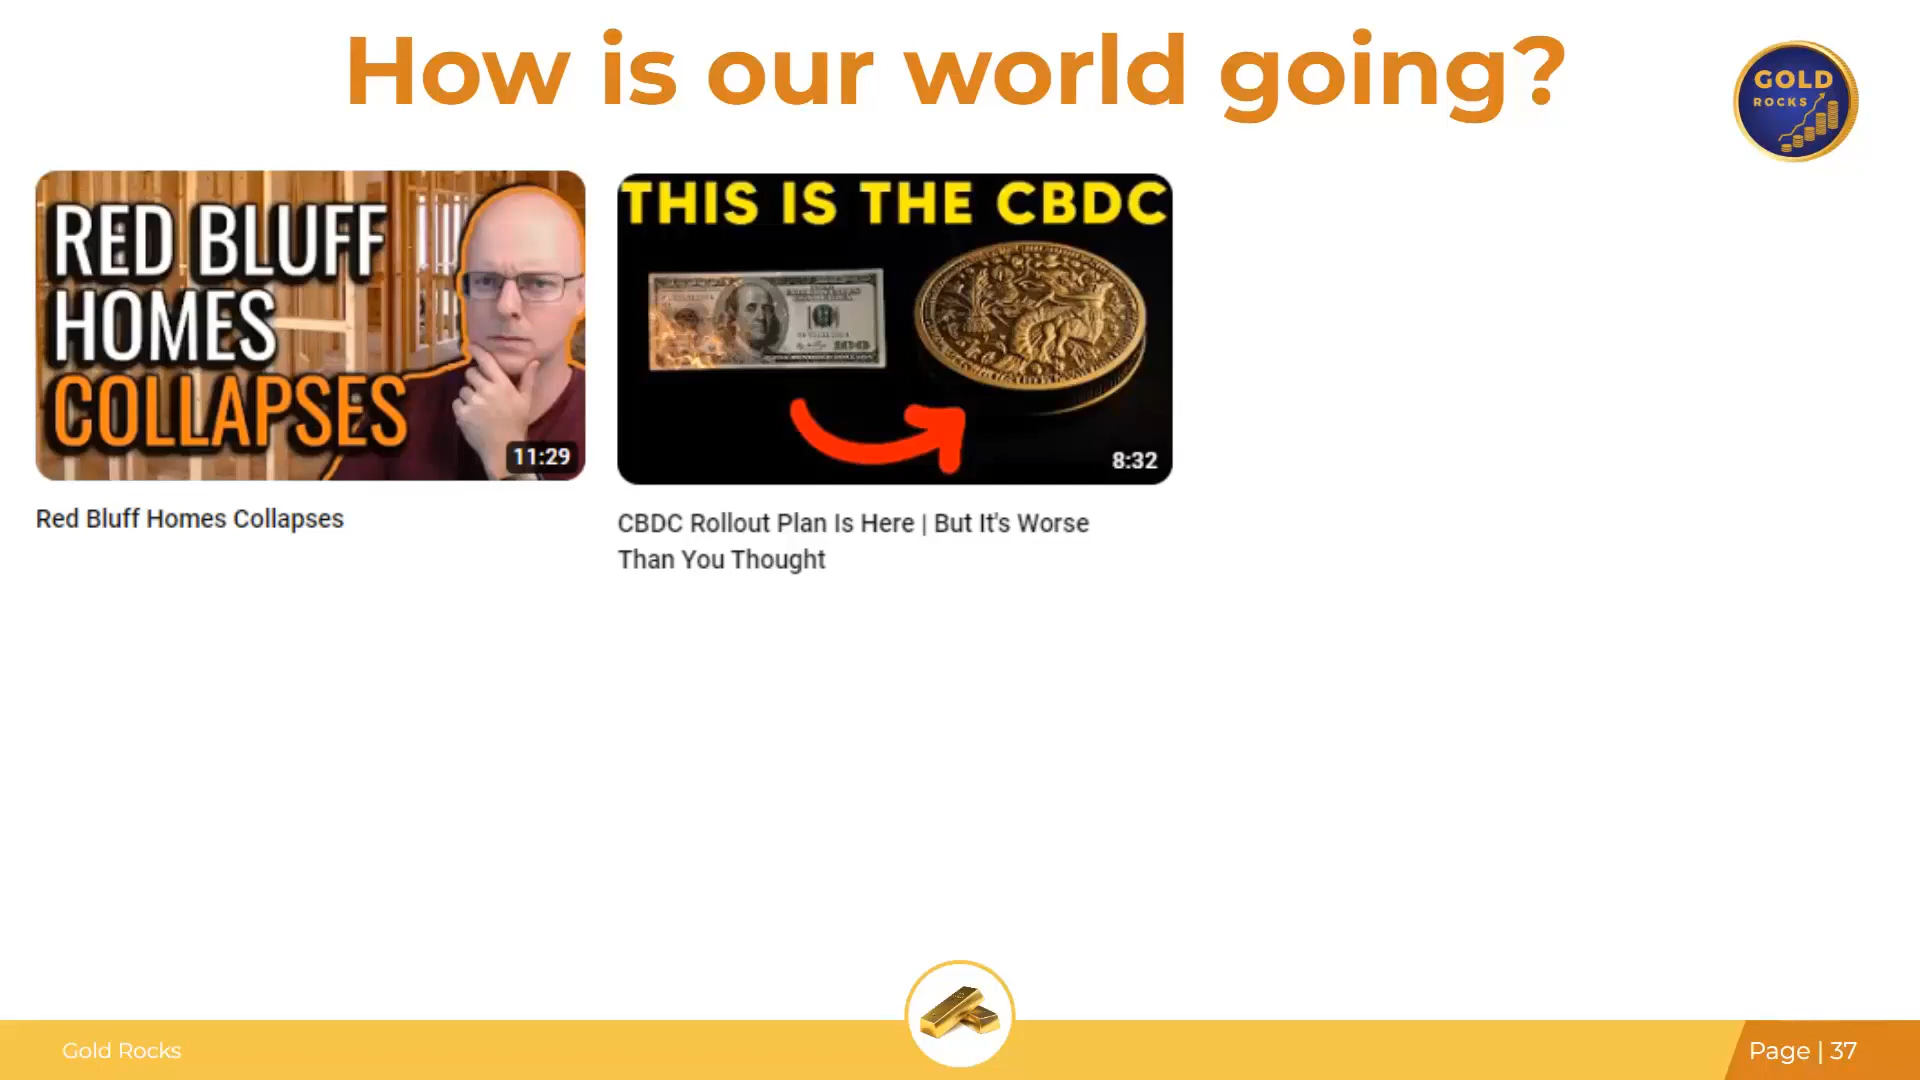 How is our world going?
GOLD
ROCKS
RED BLUFF
HOMES
COLLAPSES
11:29
Red Bluff Homes Collapses
THIS IS THE CBDC
100
8:32
CBDC Rollout Plan Is Here | But It's Worse
Than You Thought
Gold Rocks
Page | 37